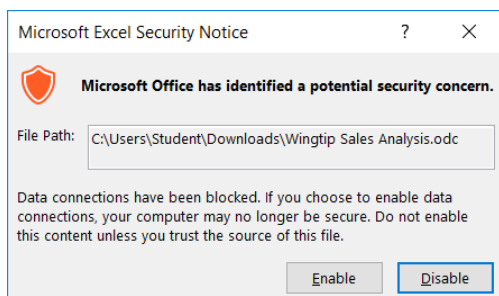 Microsoft Excel Security Notice ?
Microsoft Office has identified a potential security concern.
File Path: C:\Users\Student\Downloads\Wingtip Sales Analysis.odc
Data connections have been blocked. If you choose to enable data
connections, your computer may no longer be secure. Do not enable
this content unless you trust the source of this file.
Enable Disable